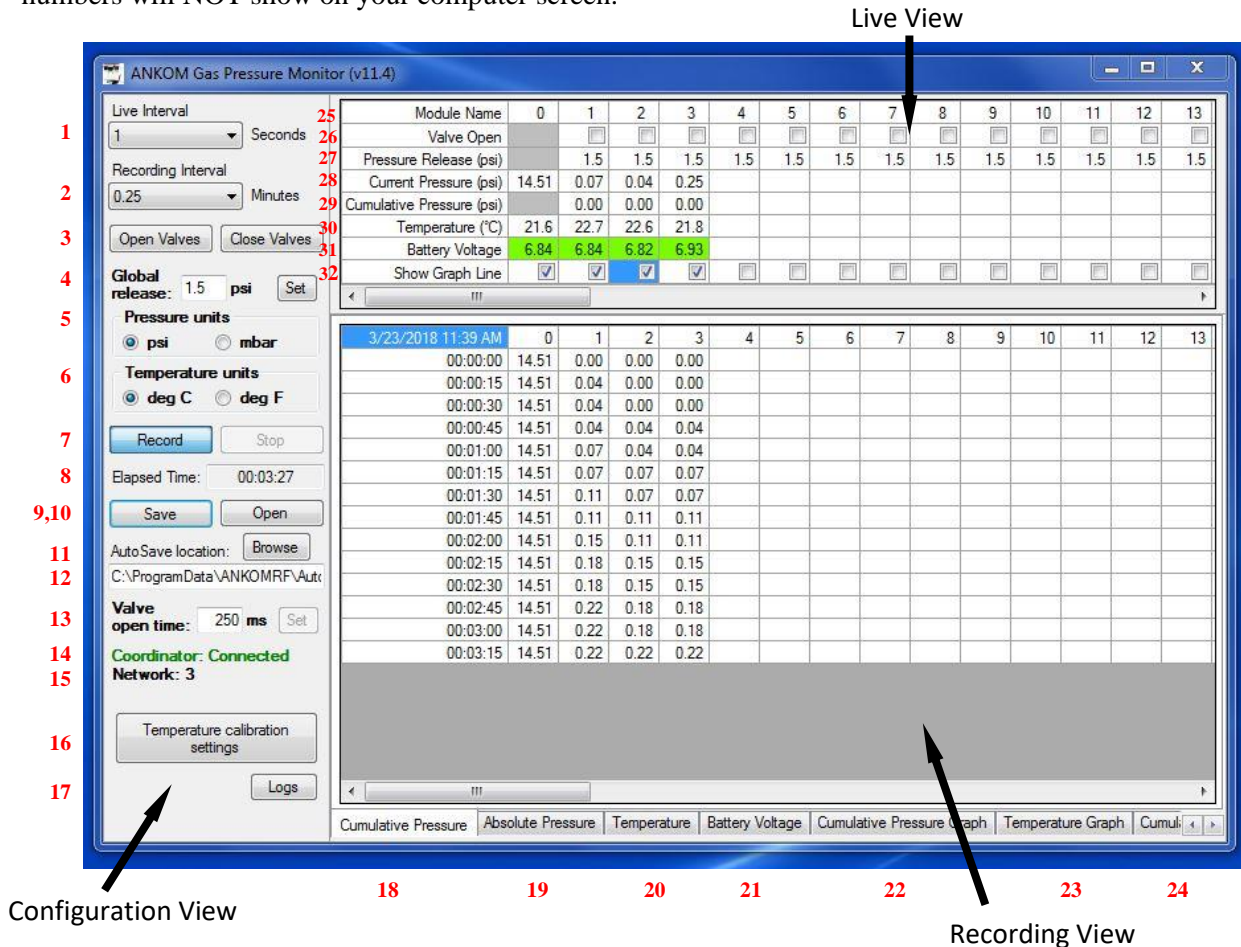 numbers will NOT show on your computer screen.
Live View
ANKOM Gas Pressure Monitor (v11.4)
Live Interval
1 1 Seconds
Recording Interval
2 0.25 Minutes
3 Open Valves Close Valves
4 Global release: 1.5 psi Set
5 Pressure units
psi mbar
6 Temperature units
deg C deg F
7 Record Stop
8 Elapsed Time: 00:03:27
9,10 Save Open
11 AutoSave location: Browse
12 C:\ProgramData\ANKOMRF\Aut
13 Valve open time: 250 ms Set
14 Coordinator: Connected
15 Network: 3
16 Temperature calibration
settings
17 Logs
25 Module Name 0 1 2 3 4 5 6 7 8 9 10 11 12 13
26 Valve Open
27 Pressure Release (psi) 1.5 1.5 1.5 1.5 1.5 1.5 1.5 1.5 1.5 1.5 1.5 1.5 1.5
28 Current Pressure (psi) 14.51 0.07 0.04 0.25
29 Cumulative Pressure (psi) 0.00 0.00 0.00
30 Temperature (°C) 21.6 22.7 22.6 21.8
31 Battery Voltage 6.84 6.84 6.82 6.93
32 Show Graph Line
3/23/2018 11:39 AM 0 1 2 3 4 5 6 7 8 9 10 11 12 13
00:00:00 14.51 0.00 0.00 0.00
00:00:15 14.51 0.04 0.00 0.00
00:00:30 14.51 0.04 0.00 0.00
00:00:45 14.51 0.04 0.04 0.04
00:01:00 14.51 0.07 0.04 0.04
00:01:15 14.51 0.07 0.07 0.07
00:01:30 14.51 0.11 0.07 0.07
00:01:45 14.51 0.11 0.11 0.11
00:02:00 14.51 0.15 0.11 0.11
00:02:15 14.51 0.18 0.15 0.15
00:02:30 14.51 0.18 0.15 0.15
00:02:45 14.51 0.22 0.18 0.18
00:03:00 14.51 0.22 0.18 0.18
00:03:15 14.51 0.22 0.22 0.22
Cumulative Pressure Absolute Pressure Temperature Battery Voltage Cumulative Pressure Graph Temperature Graph Cumul
18 19 20 21 22 23 24
Configuration View
Recording View